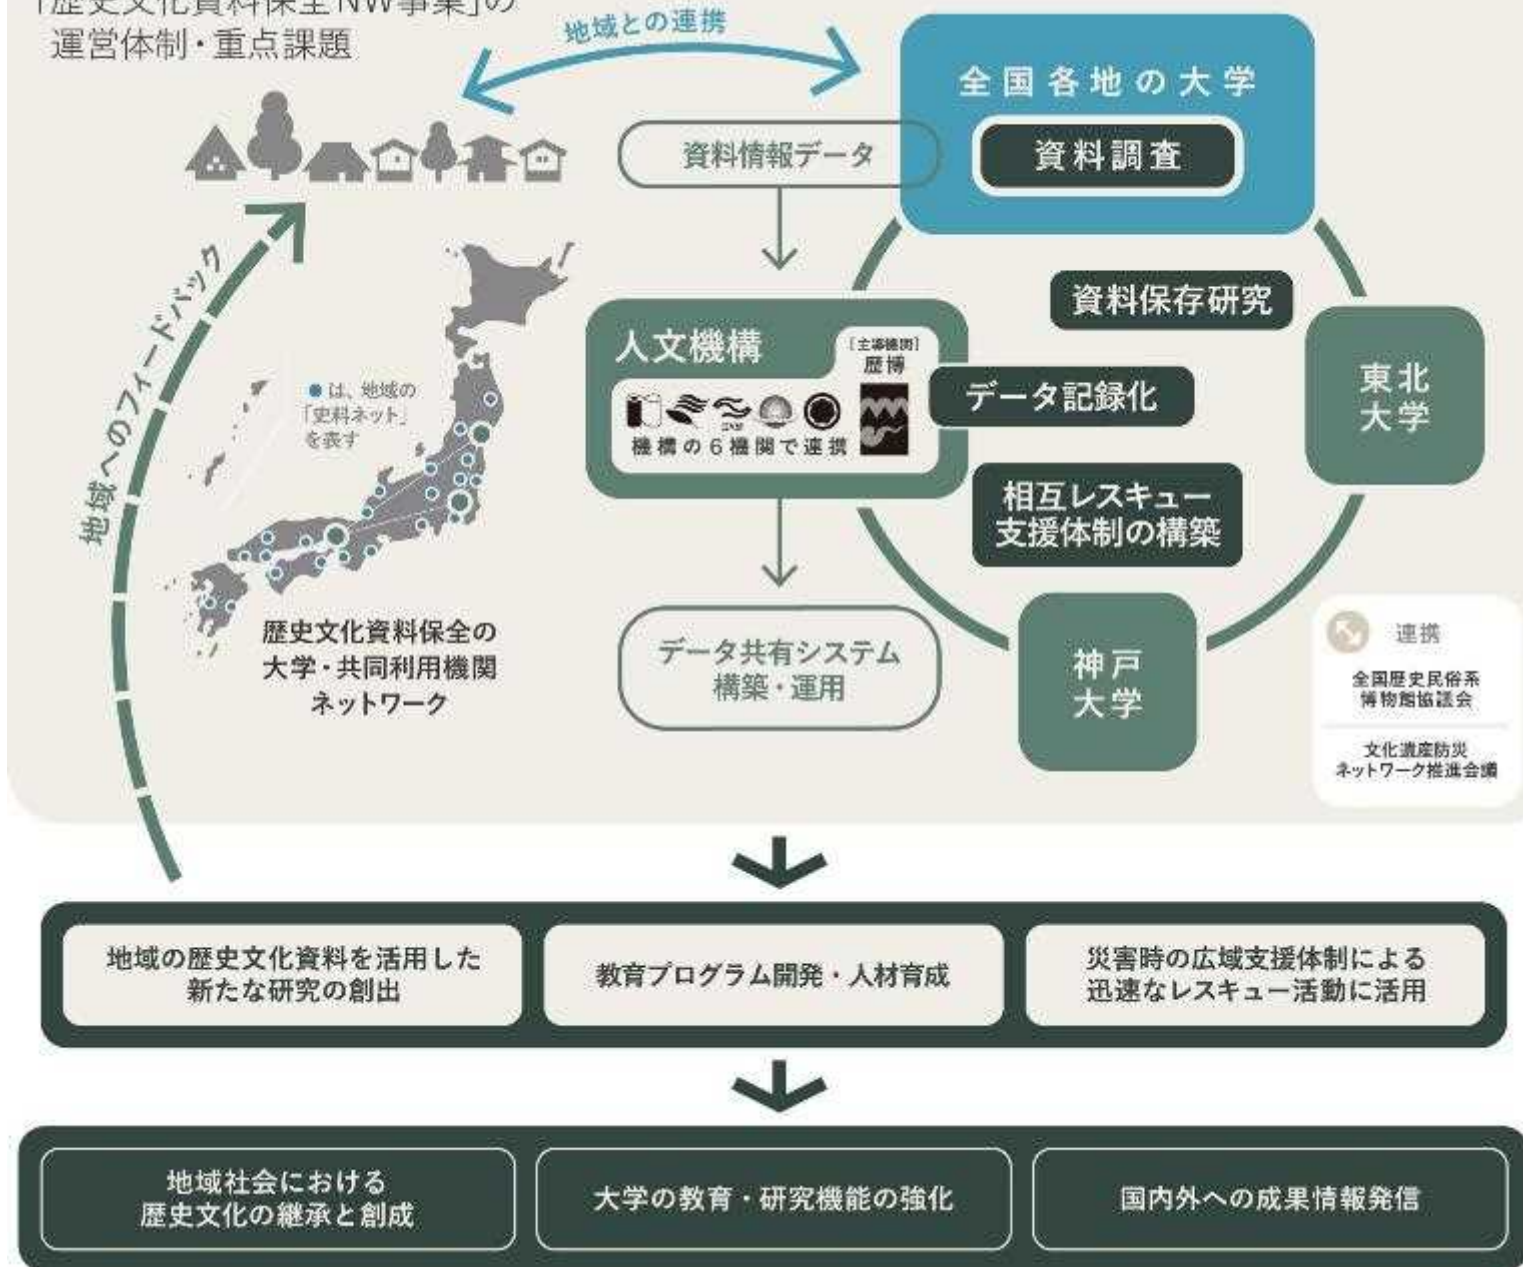 「歴史文化資料保全NW事業」の
運営体制・重点課題
地域との連携
全国各地の大学
資料調査
資料情報データ
資料保存研究
人文機構
[主導機関]
歴博
機構の6機関で連携
データ記録化
東北
大学
相互レスキュー
支援体制の構築
神戸
大学
データ共有システム
構築・運用
地域へのフィードバック
●は、地域の
「史料ネット」
を表す
歴史文化資料保全の
大学・共同利用機関
ネットワーク
連携
全国歴史民俗系
博物館協議会
文化遺産防災
ネットワーク推進会議
地域の歴史文化資料を活用した
新たな研究の創出
教育プログラム開発・人材育成
災害時の広域支援体制による
迅速なレスキュー活動に活用
地域社会における
歴史文化の継承と創成
大学の教育・研究機能の強化
国内外への成果情報発信